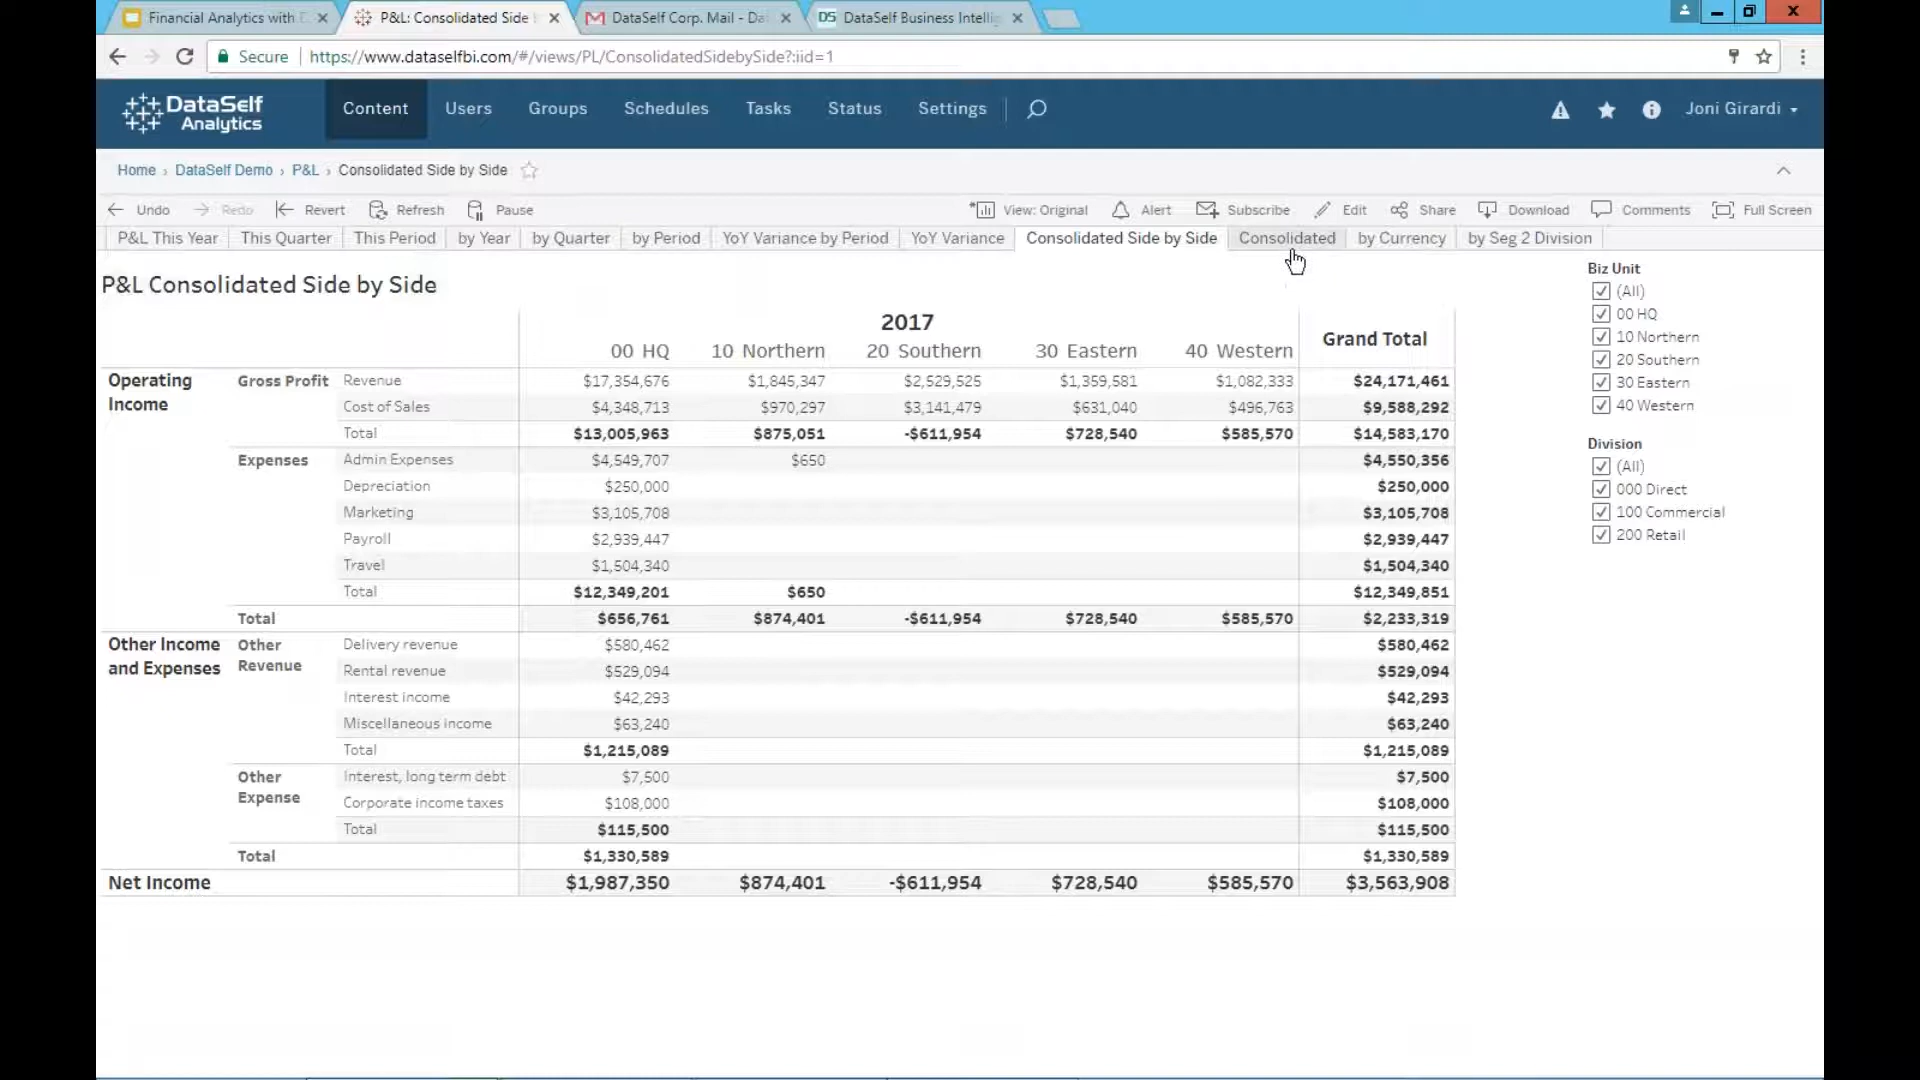 Financial Analytics with D
P&L: Consolidated Side
DataSelf Corp. Mail - Da
DS DataSelf Business Intelli
Secure https://www.dataselfbi.com/#/views/PL/ConsolidatedSidebySide?:iid=1
DataSelf Analytics
Content Users Groups Schedules Tasks Status Settings
Joni Girardi
Home › DataSelf Demo › P&L › Consolidated Side by Side
Undo Redo Revert Refresh Pause View: Original Alert Subscribe Edit Share Download Comments Full Screen
P&L This Year This Quarter This Period by Year by Quarter by Period YoY Variance by Period YoY Variance Consolidated Side by Side Consolidated by Currency by Seg 2 Division
P&L Consolidated Side by Side
2017
00 HQ 10 Northern 20 Southern 30 Eastern 40 Western Grand Total
Operating Income
Gross Profit Revenue $17,354,676 $1,845,347 $2,529,525 $1,359,581 $1,082,333 $24,171,461
Cost of Sales $4,348,713 $970,297 $3,141,479 $631,040 $496,763 $9,588,292
Total $13,005,963 $875,051 -$611,954 $728,540 $585,570 $14,583,170
Expenses Admin Expenses $4,549,707 $650 $4,550,356
Depreciation $250,000 $250,000
Marketing $3,105,708 $3,105,708
Payroll $2,939,447 $2,939,447
Travel $1,504,340 $1,504,340
Total $12,349,201 $650 $12,349,851
Total $656,761 $874,401 -$611,954 $728,540 $585,570 $2,233,319
Other Income and Expenses
Other Revenue
Delivery revenue $580,462 $580,462
Rental revenue $529,094 $529,094
Interest income $42,293 $42,293
Miscellaneous income $63,240 $63,240
Total $1,215,089 $1,215,089
Other Expense
Interest, long term debt $7,500 $7,500
Corporate income taxes $108,000 $108,000
Total $115,500 $115,500
Total $1,330,589 $1,330,589
Net Income $1,987,350 $874,401 -$611,954 $728,540 $585,570 $3,563,908
Biz Unit
(All)
00 HQ
10 Northern
20 Southern
30 Eastern
40 Western
Division
(All)
000 Direct
100 Commercial
200 Retail